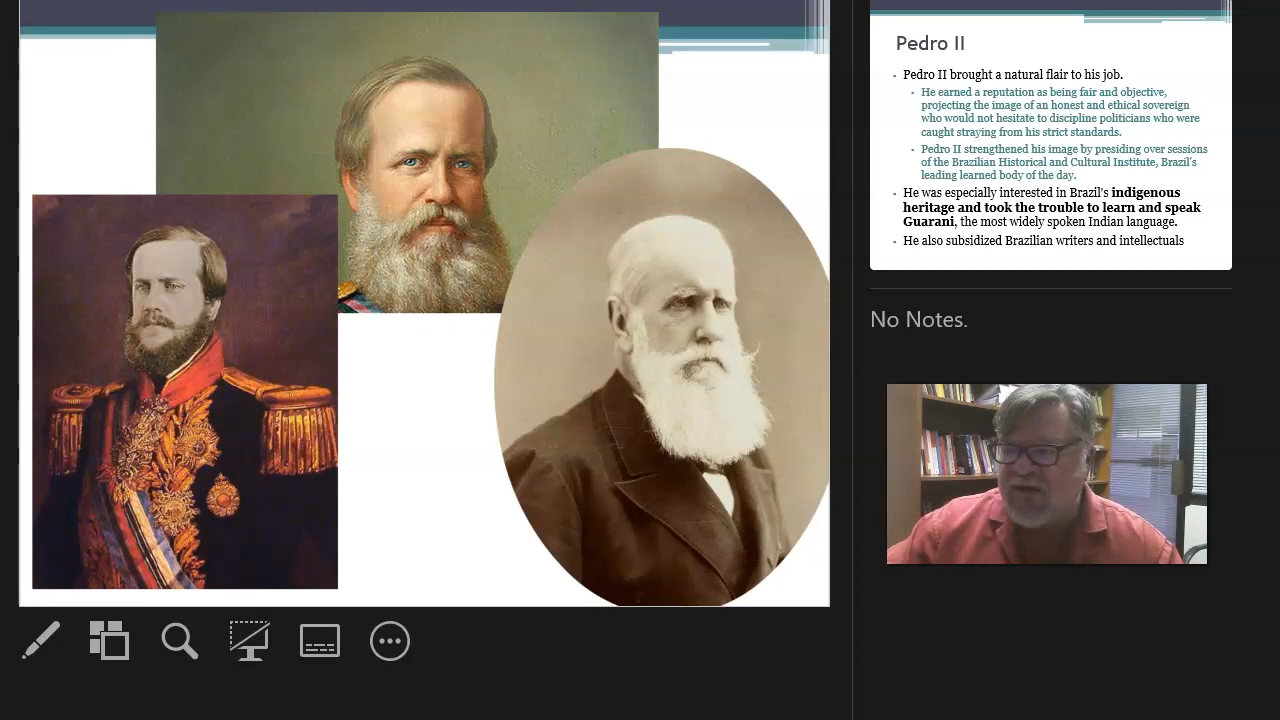 Pedro II
Pedro II brought a natural flair to his job.
He earned a reputation as being fair and objective,
projecting the image of an honest and ethical sovereign
who would not hesitate to discipline politicians who were
caught straying from his strict standards.
Pedro II strengthened his image by presiding over sessions
of the Brazilian Historical and Cultural Institute, Brazil's
leading learned body of the day.
He was especially interested in Brazil's indigenous
heritage and took the trouble to learn and speak
Guarani, the most widely spoken Indian language.
He also subsidized Brazilian writers and intellectuals
No Notes.